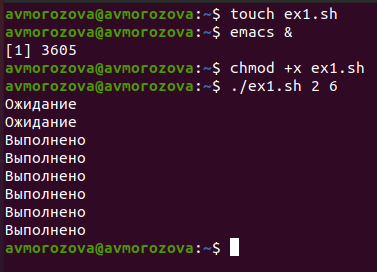 avmorozova@avmorozova:~$ touch ex1.sh
avmorozova@avmorozova:~$ emacs &
[1] 3605
avmorozova@avmorozova:~$ chmod +x ex1.sh
avmorozova@avmorozova:~$ ./ex1.sh 2 6
Ожидание
Ожидание
Выполнено
Выполнено
Выполнено
Выполнено
Выполнено
Выполнено
avmorozova@avmorozova:~$